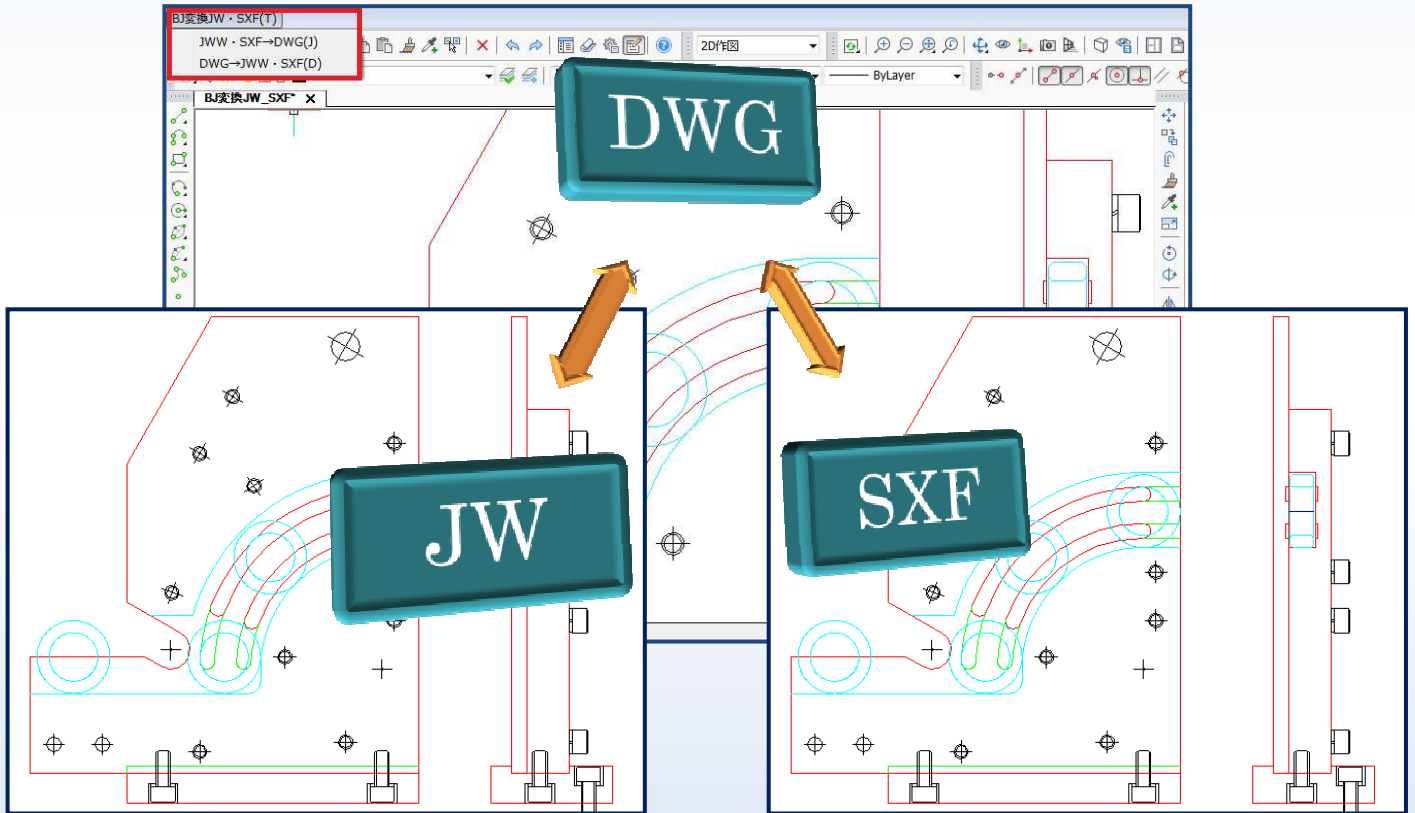 BJ変換JW・SXF(T)
JWW・SXF→DWG(J)
DWG→JWW・SXF(D)
2D作図
ByLayer
BJ変換JW_SXF*
DWG
JW
SXF